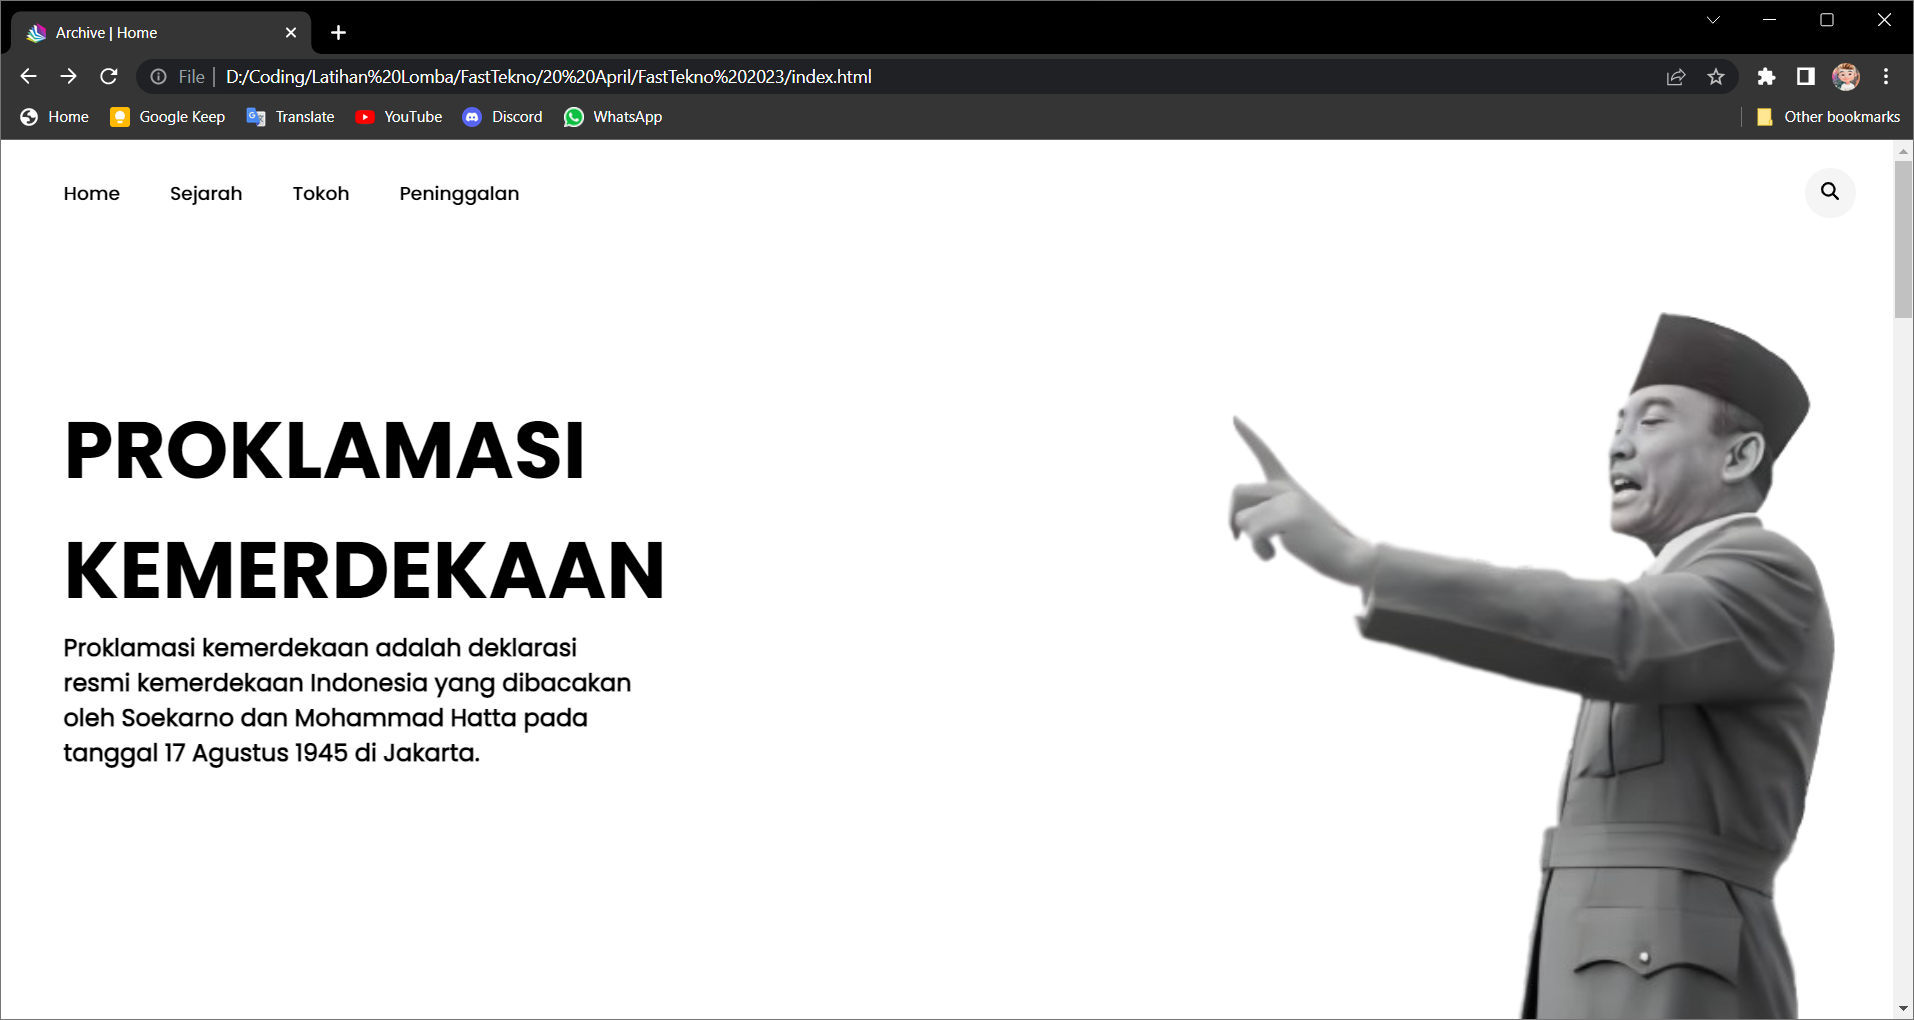 Archive | Home
File | D:/Coding/Latihan%20Lomba/FastTekno/20%20April/FastTekno%202023/index.html
Home Google Keep Translate YouTube Discord WhatsApp Other bookmarks
Home Sejarah Tokoh Peninggalan
PROKLAMASI
KEMERDEKAAN
Proklamasi kemerdekaan adalah deklarasi
resmi kemerdekaan Indonesia yang dibacakan
oleh Soekarno dan Mohammad Hatta pada
tanggal 17 Agustus 1945 di Jakarta.